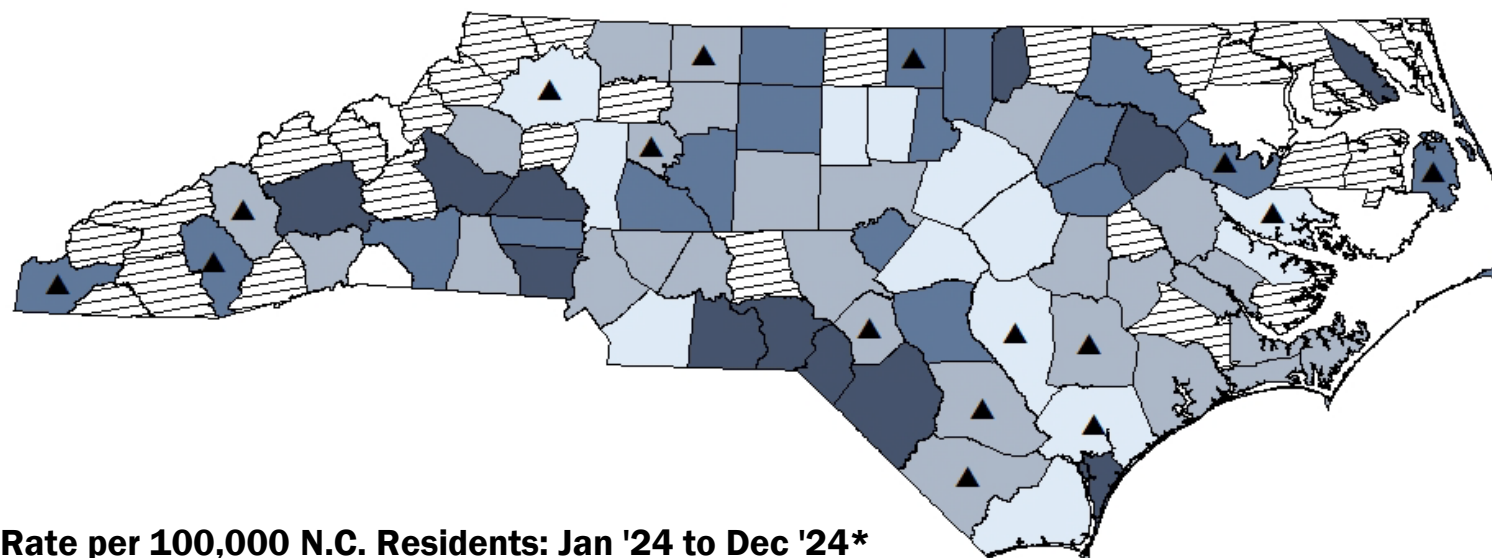 Rate per 100,000 N.C. Residents: Jan '24 to Dec '24*